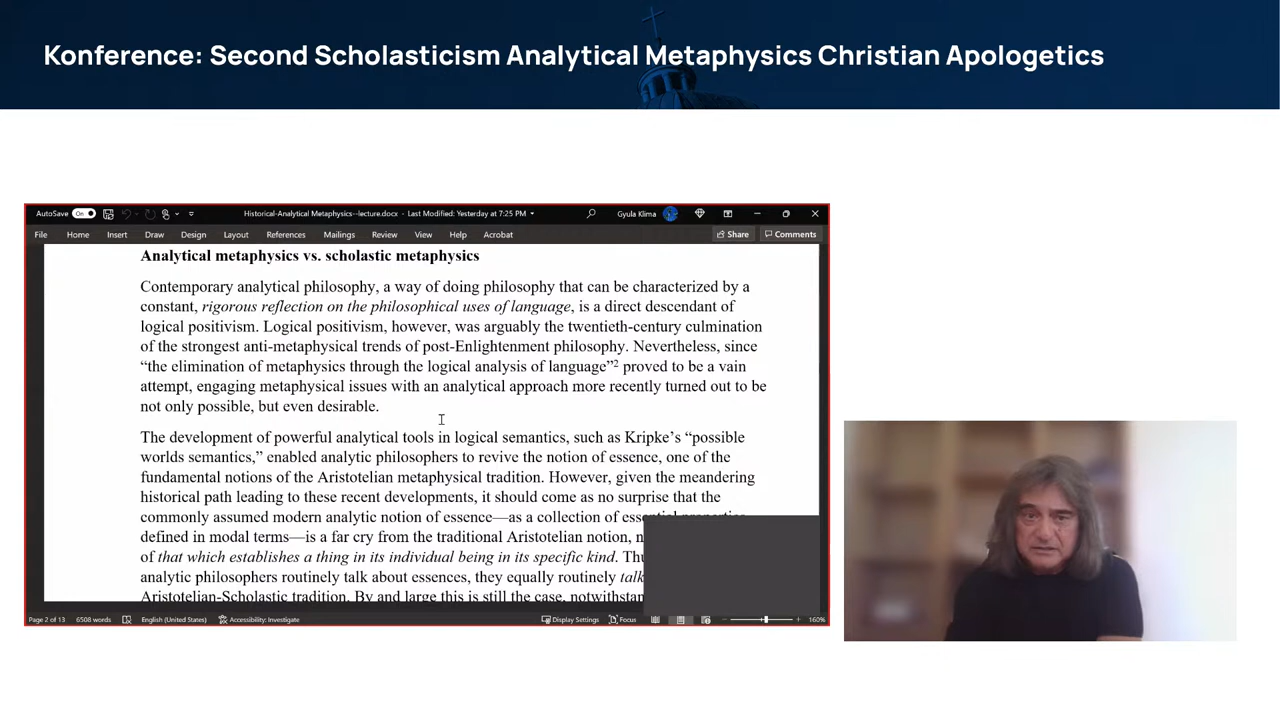 Konference: Second Scholasticism Analytical Metaphysics Christian Apologetics
AutoSave On Historical-Analytical Metaphysics--lecture.docx • Last Modified: Yesterday at 7:25 PM Gyula Klima
File Home Insert Draw Design Layout References Mailings Review View Help Acrobat Share Comments
Analytical metaphysics vs. scholastic metaphysics
Contemporary analytical philosophy, a way of doing philosophy that can be characterized by a
constant, rigorous reflection on the philosophical uses of language, is a direct descendant of
logical positivism. Logical positivism, however, was arguably the twentieth-century culmination
of the strongest anti-metaphysical trends of post-Enlightenment philosophy. Nevertheless, since
“the elimination of metaphysics through the logical analysis of language”2 proved to be a vain
attempt, engaging metaphysical issues with an analytical approach more recently turned out to be
not only possible, but even desirable.
The development of powerful analytical tools in logical semantics, such as Kripke’s “possible
worlds semantics,” enabled analytic philosophers to revive the notion of essence, one of the
fundamental notions of the Aristotelian metaphysical tradition. However, given the meandering
historical path leading to these recent developments, it should come as no surprise that the
commonly assumed modern analytic notion of essence—as a collection of essential properties
defined in modal terms—is a far cry from the traditional Aristotelian notion, n
of that which establishes a thing in its individual being in its specific kind. Thu
analytic philosophers routinely talk about essences, they equally routinely talk
Aristotelian-Scholastic tradition. By and large this is still the case, notwithstan
Page 2 of 13 6508 words English (United States) Accessibility: Investigate Display Settings Focus 160%